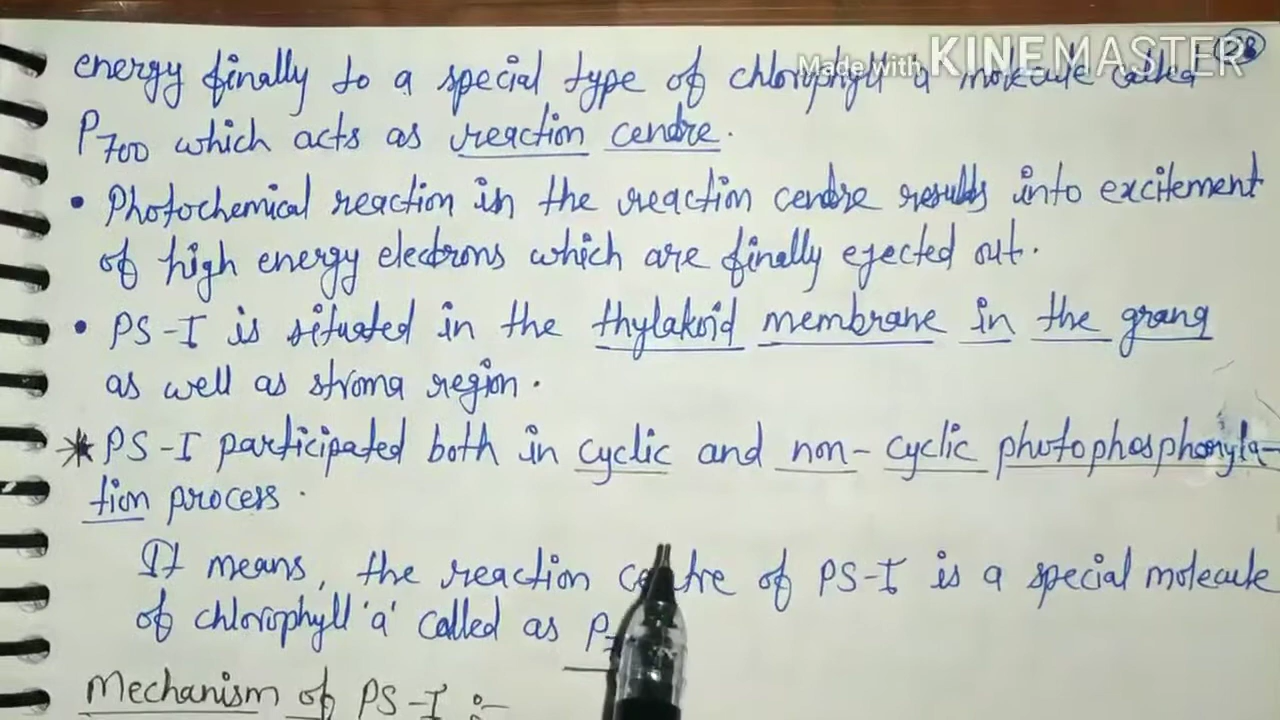 Made With KINEMASTER
28
energy finally to a special type of chlorophyll 'a' molecule called
P700 which acts as reaction centre.
• Photochemical reaction in the reaction centre results into excitement
of high energy electrons which are finally ejected out.
• PS-I is situated in the thylakoid membrane in the grana
as well as stroma region.
* PS-I participated both in cyclic and non-cyclic photophosphoryla-
tion process.
It means, the reaction centre of PS-I is a special molecule
of chlorophyll 'a' called as P7
Mechanism of PS-I :-